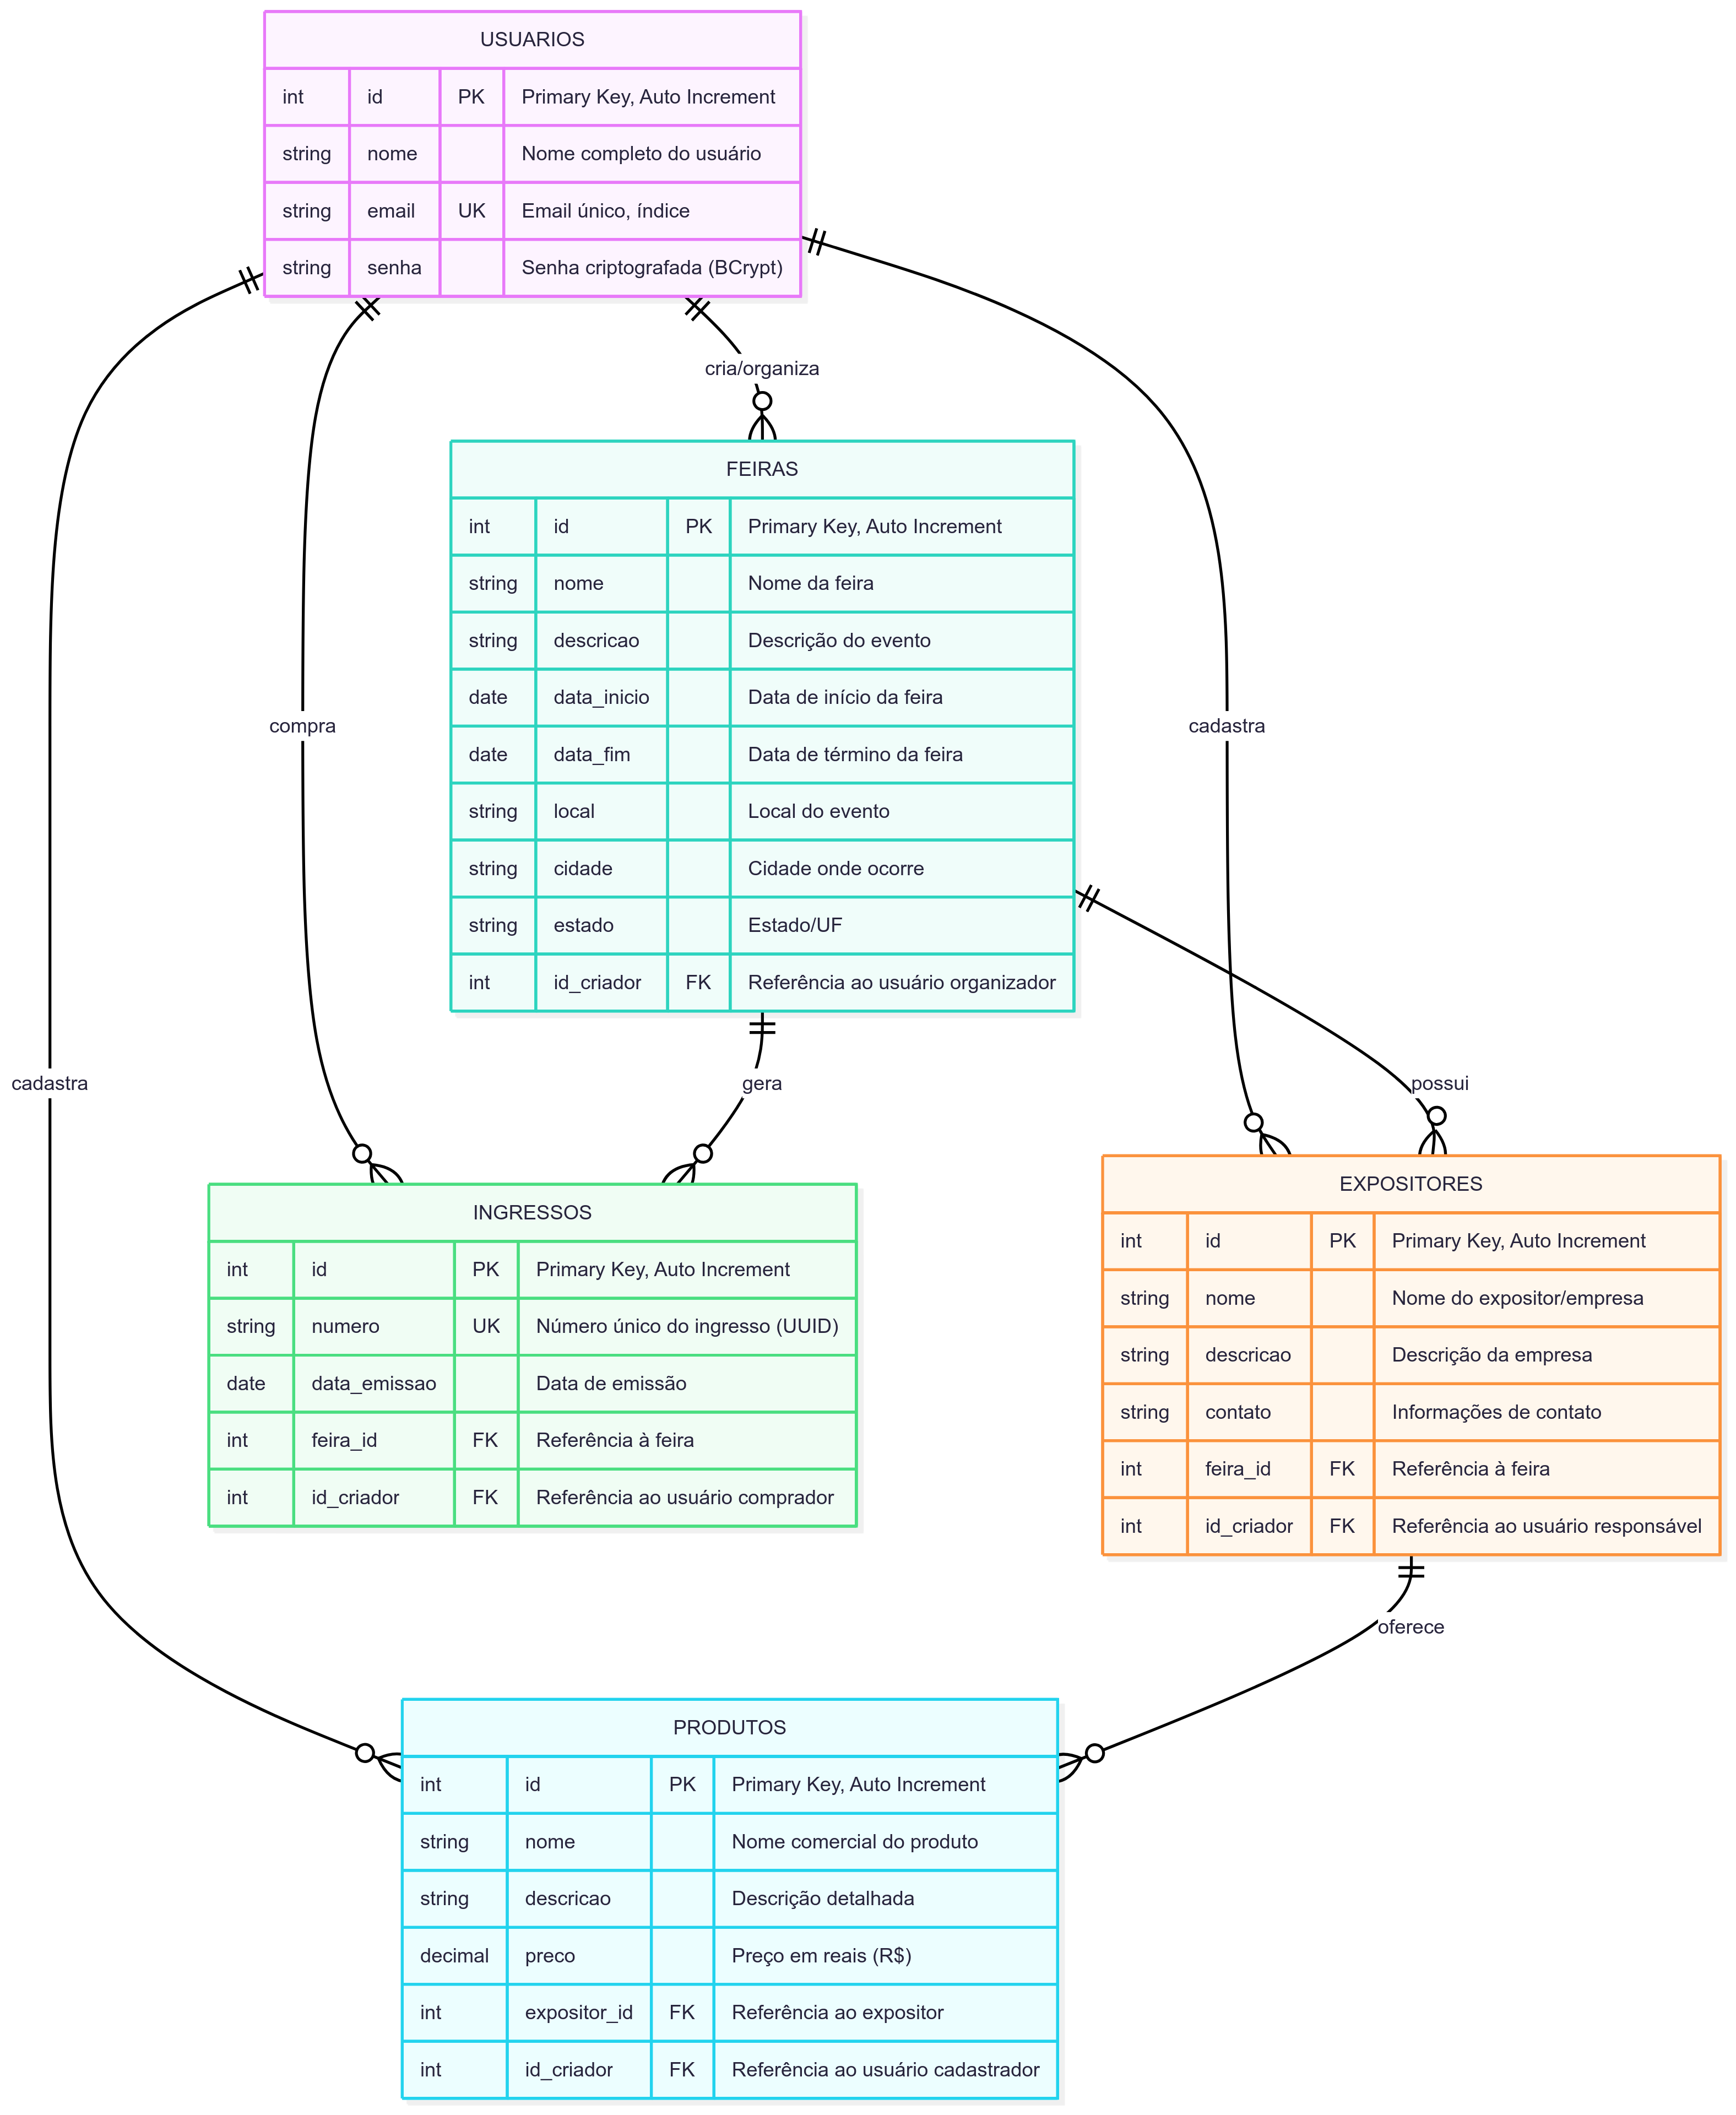 USUARIOS
int id PK Primary Key, Auto Increment
string nome Nome completo do usuário
string email UK Email único, índice
string senha Senha criptografada (BCrypt)
cria/organiza
FEIRAS
int id PK Primary Key, Auto Increment
string nome Nome da feira
string descricao Descrição do evento
date data_inicio Data de início da feira
date data_fim Data de término da feira
string local Local do evento
string cidade Cidade onde ocorre
string estado Estado/UF
int id_criador FK Referência ao usuário organizador
compra
cadastra
cadastra
gera
possui
INGRESSOS
int id PK Primary Key, Auto Increment
string numero UK Número único do ingresso (UUID)
date data_emissao Data de emissão
int feira_id FK Referência à feira
int id_criador FK Referência ao usuário comprador
EXPOSITORES
int id PK Primary Key, Auto Increment
string nome Nome do expositor/empresa
string descricao Descrição da empresa
string contato Informações de contato
int feira_id FK Referência à feira
int id_criador FK Referência ao usuário responsável
oferece
PRODUTOS
int id PK Primary Key, Auto Increment
string nome Nome comercial do produto
string descricao Descrição detalhada
decimal preco Preço em reais (R$)
int expositor_id FK Referência ao expositor
int id_criador FK Referência ao usuário cadastrador